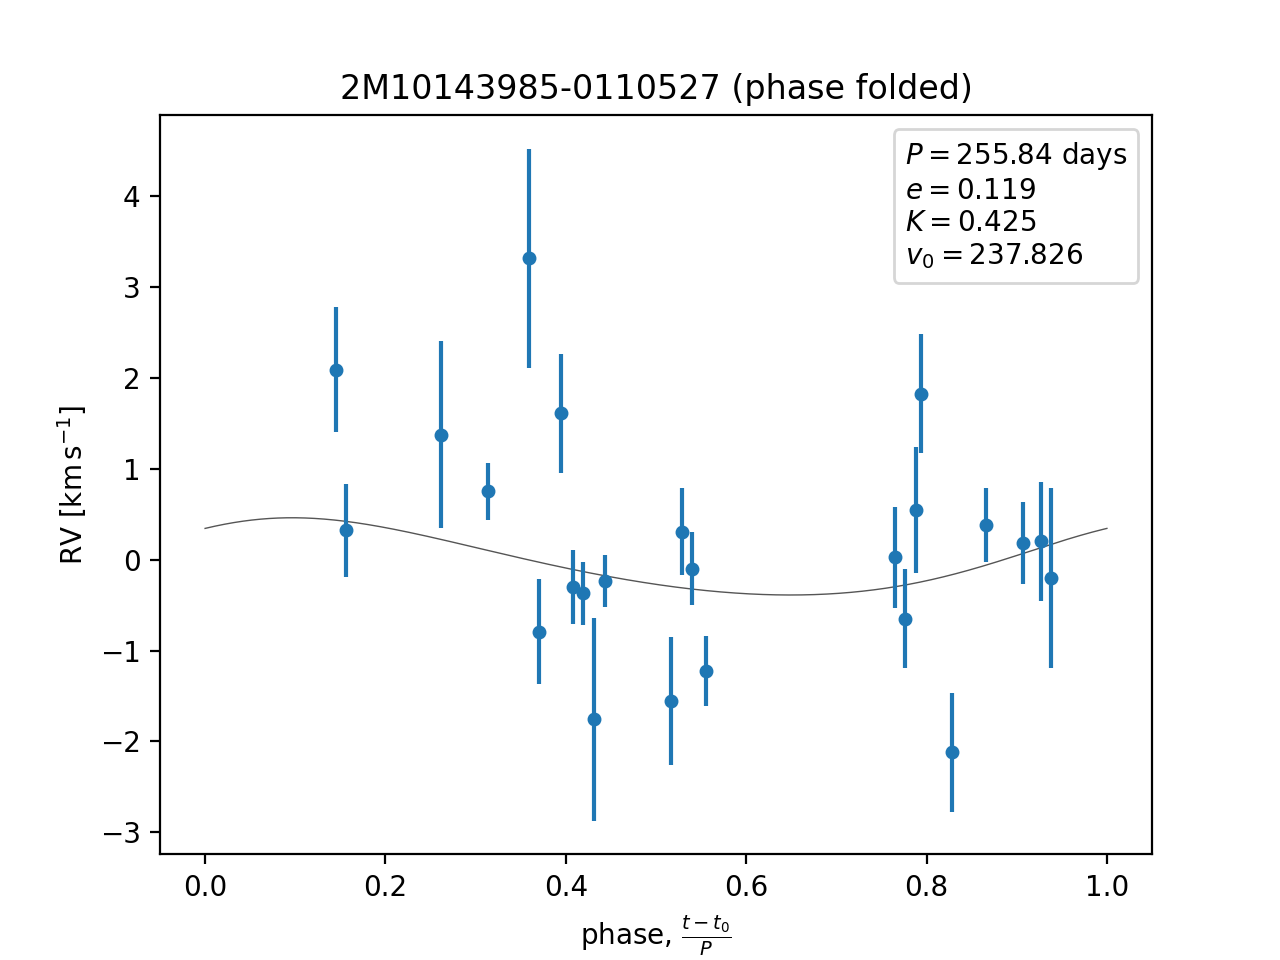 2M10143985-0110527 (phase folded)
P = 255.84 days
e = 0.119
K = 0.425
v₀ = 237.826
4
3
2
1
0
−1
−2
−3
RV [km s⁻¹]
0.0 0.2 0.4 0.6 0.8 1.0
phase, (t − t₀)/P